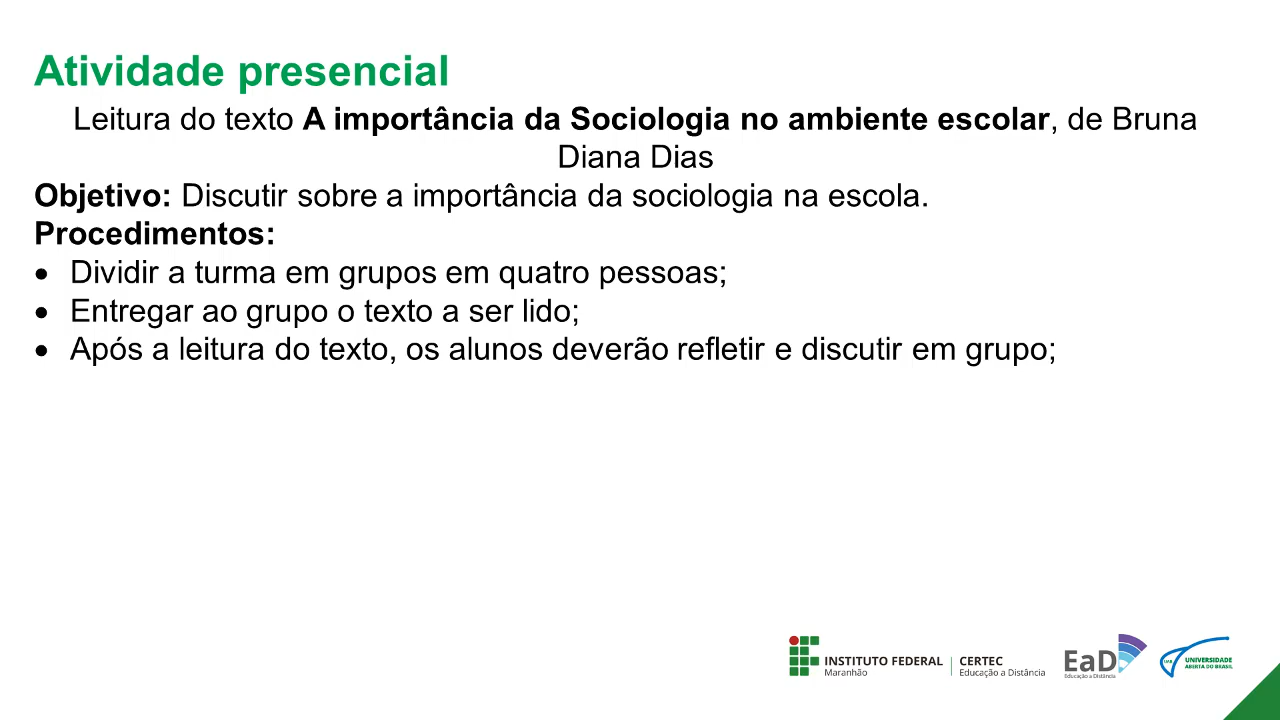 Atividade presencial
Leitura do texto A importância da Sociologia no ambiente escolar, de Bruna
Diana Dias
Objetivo: Discutir sobre a importância da sociologia na escola.
Procedimentos:
• Dividir a turma em grupos em quatro pessoas;
• Entregar ao grupo o texto a ser lido;
• Após a leitura do texto, os alunos deverão refletir e discutir em grupo;
INSTITUTO FEDERAL
Maranhão
CERTEC
Educação a Distância
EaD
Educação a Distância
UAB
UNIVERSIDADE
ABERTA DO BRASIL